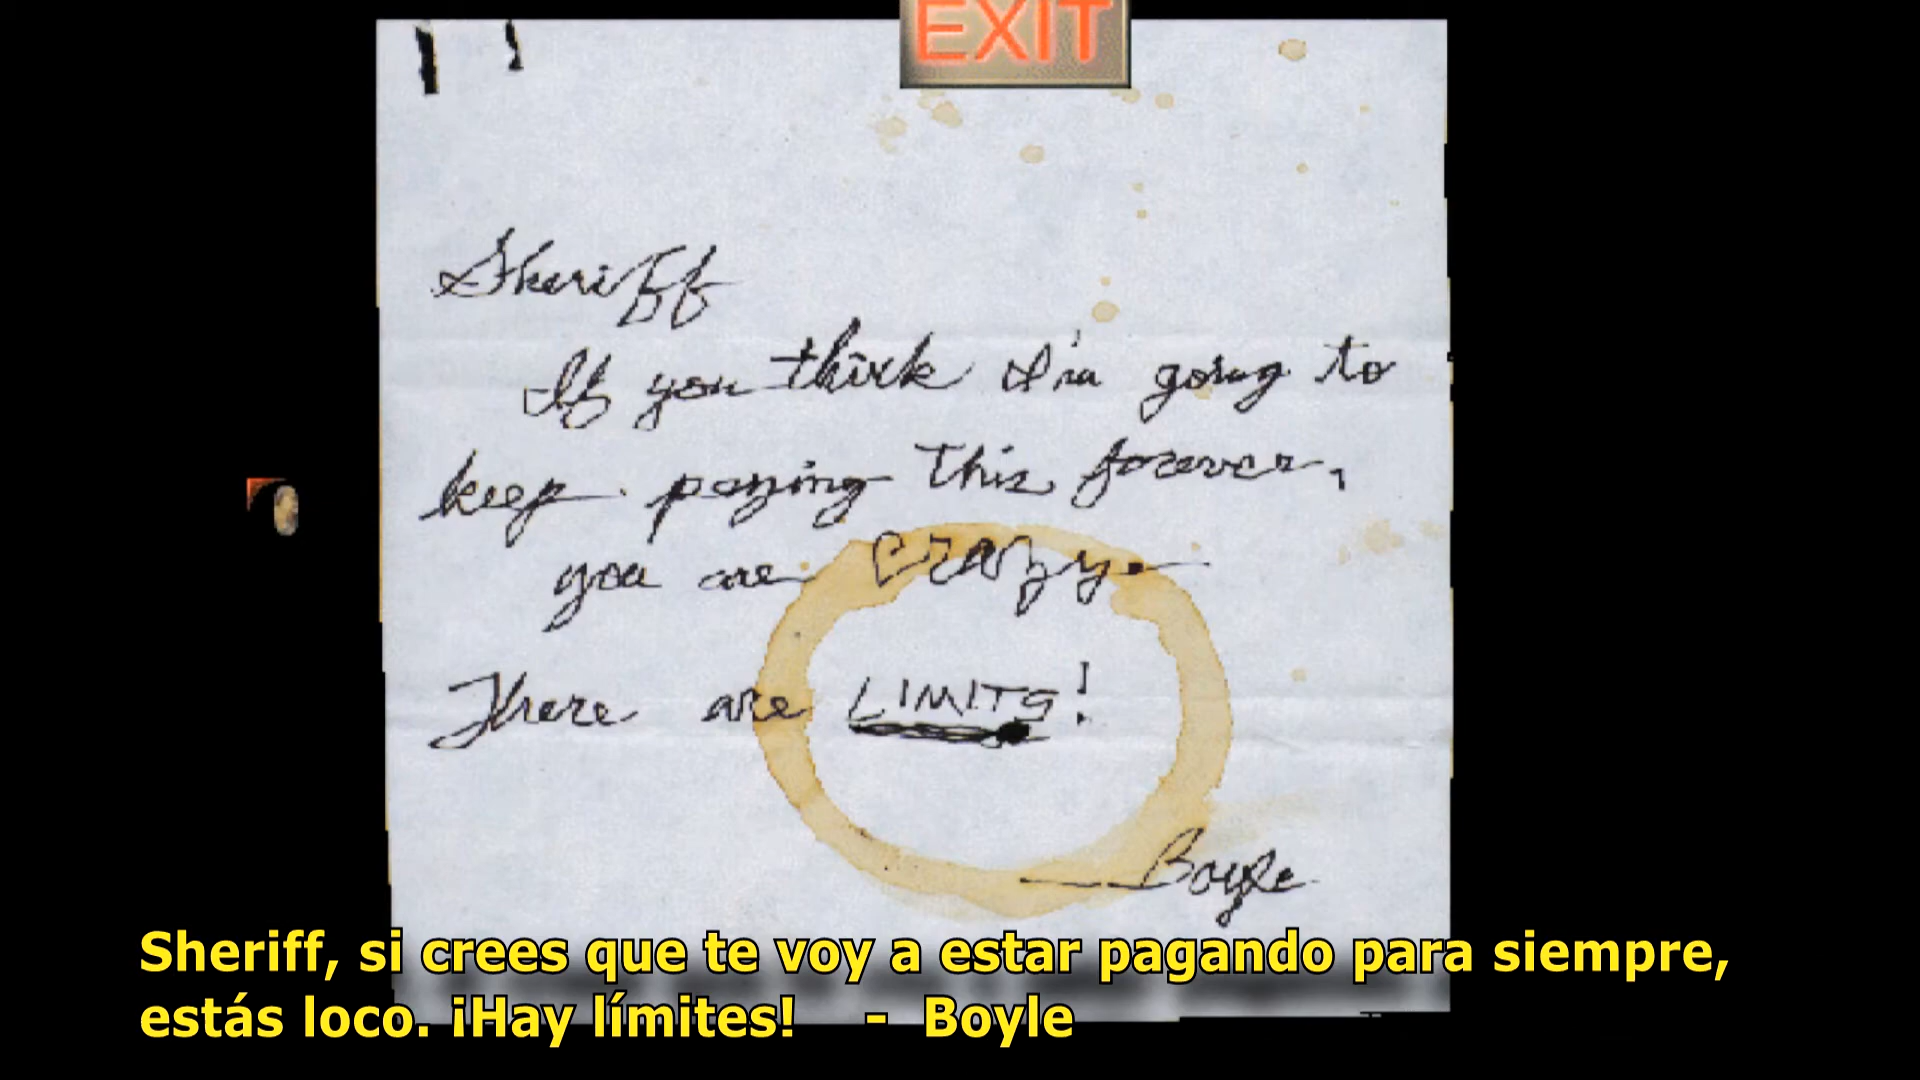 EXIT
Sheriff
If you think I'm going to
keep paying this forever,
you are crazy.
There are LIMITS!
Boyle
Sheriff, si crees que te voy a estar pagando para siempre,
estás loco. ¡Hay límites! - Boyle